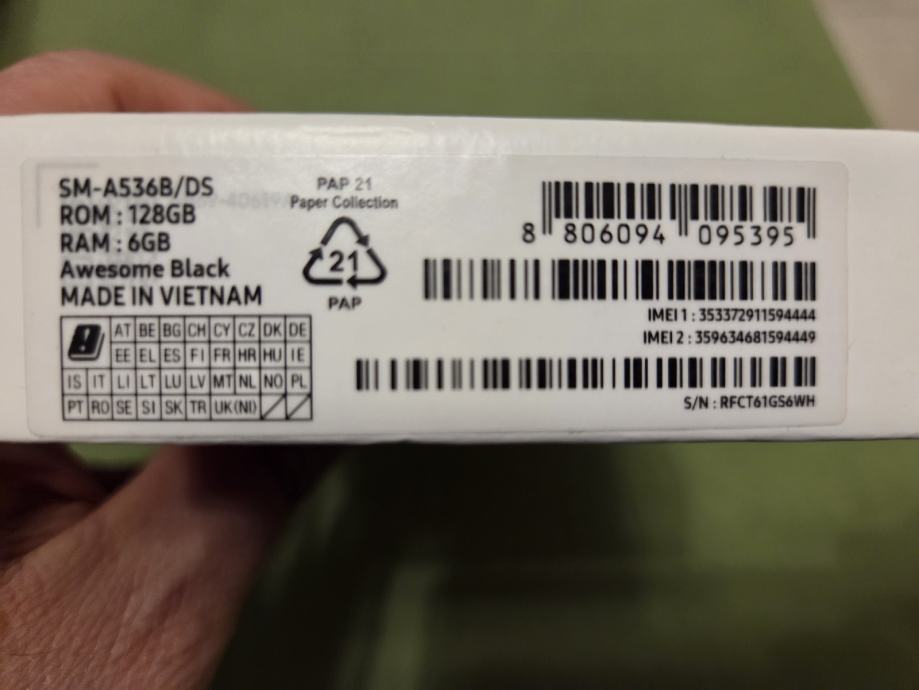 SM-A536B/DS
ROM : 128GB
RAM : 6GB
Awesome Black
MADE IN VIETNAM
AT BE BG CH CY CZ DK DE
EE EL ES FI FR HR HU IE
IS IT LI LT LU LV MT NL NO PL
PT RO SE SI SK TR UK(NI)
PAP 21
Paper Collection
21
PAP
8 806094 095395
IMEI 1 : 353372911594444
IMEI 2 : 359634681594449
S/N : RFCT61GS6WH